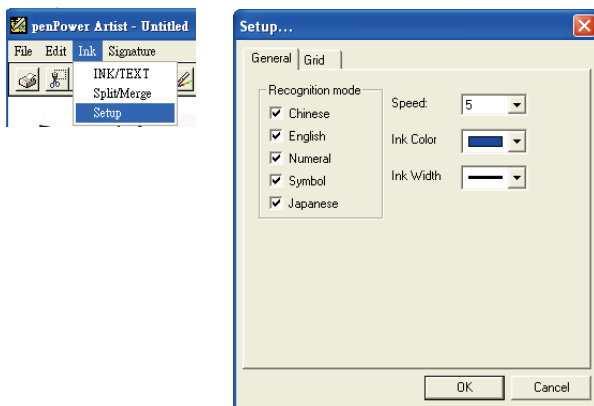 penPower Artist - Untitled
File Edit Ink Signature
INK/TEXT
Split/Merge
Setup
Setup...
General Grid
Recognition mode
Chinese
English
Numeral
Symbol
Japanese
Speed: 5
Ink Color
Ink Width
OK Cancel